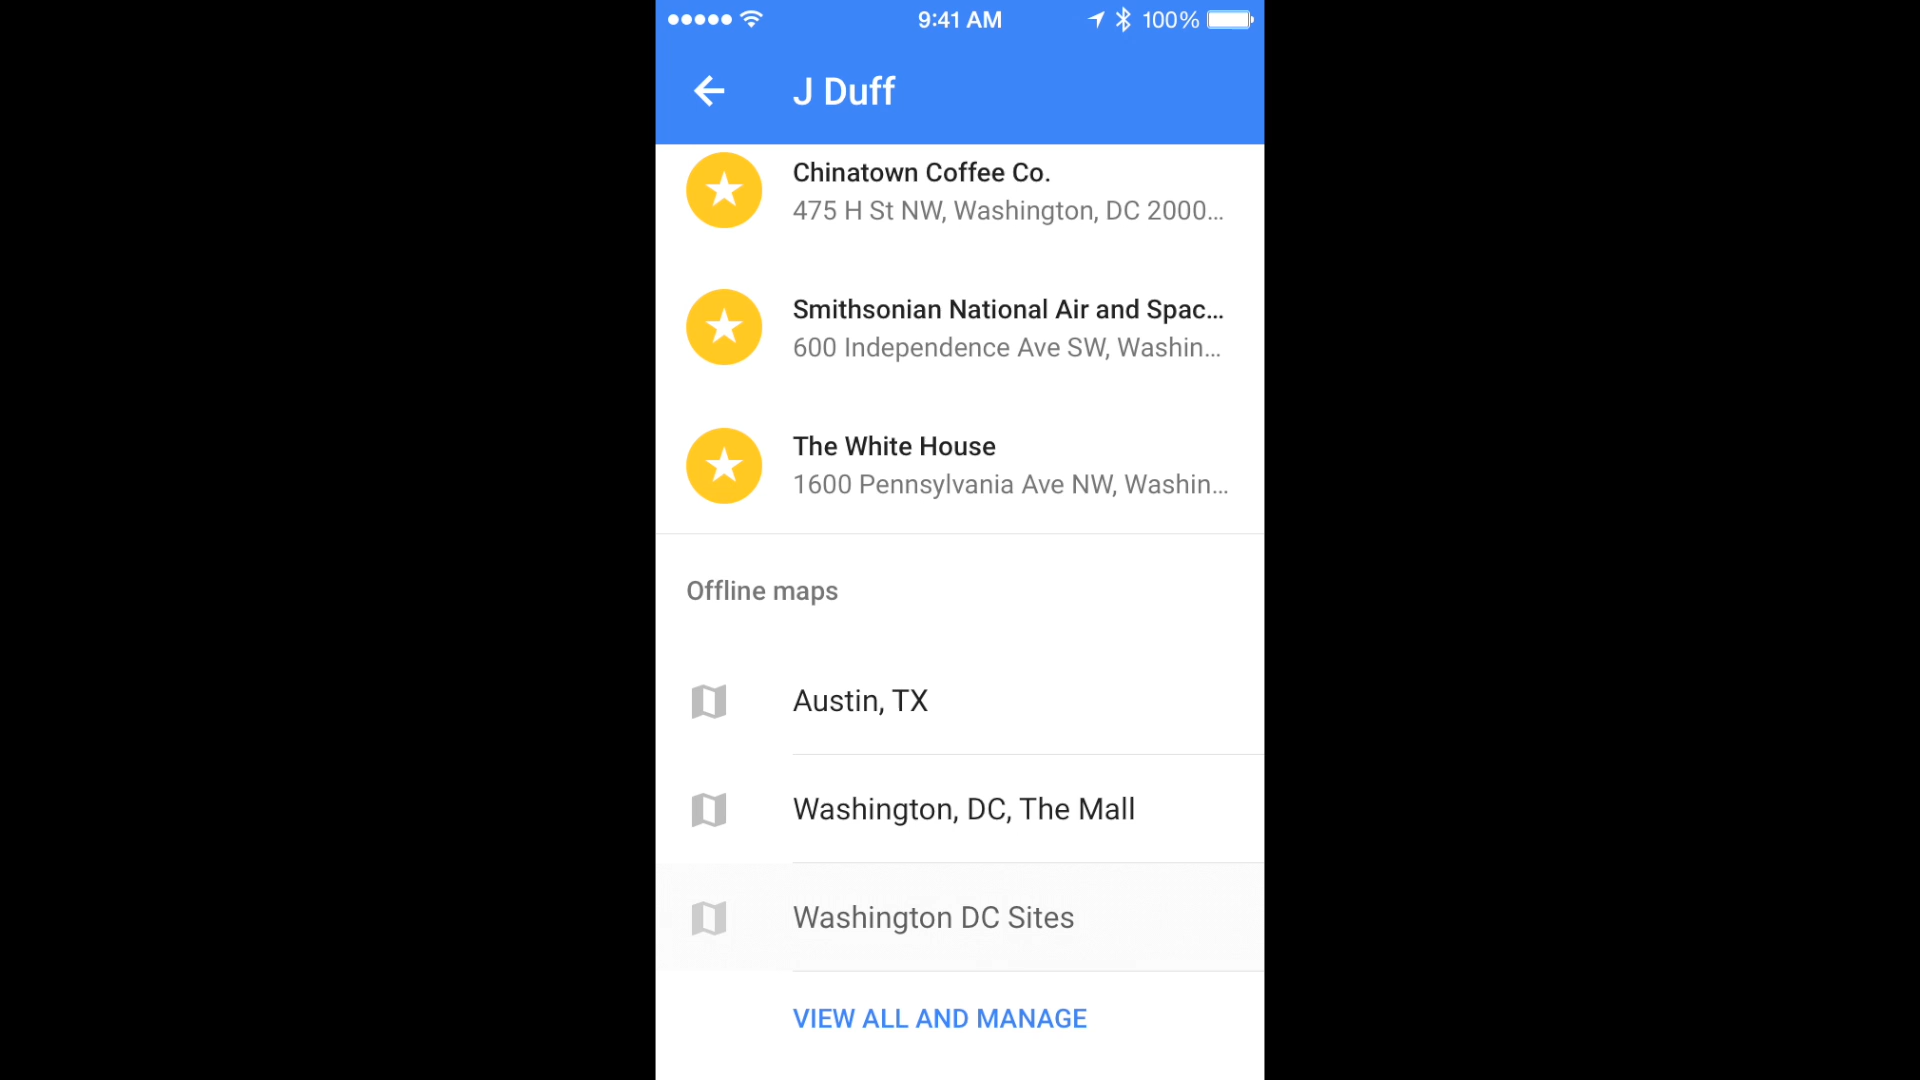 9:41 AM
100%
J Duff
Chinatown Coffee Co.
475 H St NW, Washington, DC 2000...
Smithsonian National Air and Spac...
600 Independence Ave SW, Washin...
The White House
1600 Pennsylvania Ave NW, Washin...
Offline maps
Austin, TX
Washington, DC, The Mall
Washington DC Sites
VIEW ALL AND MANAGE